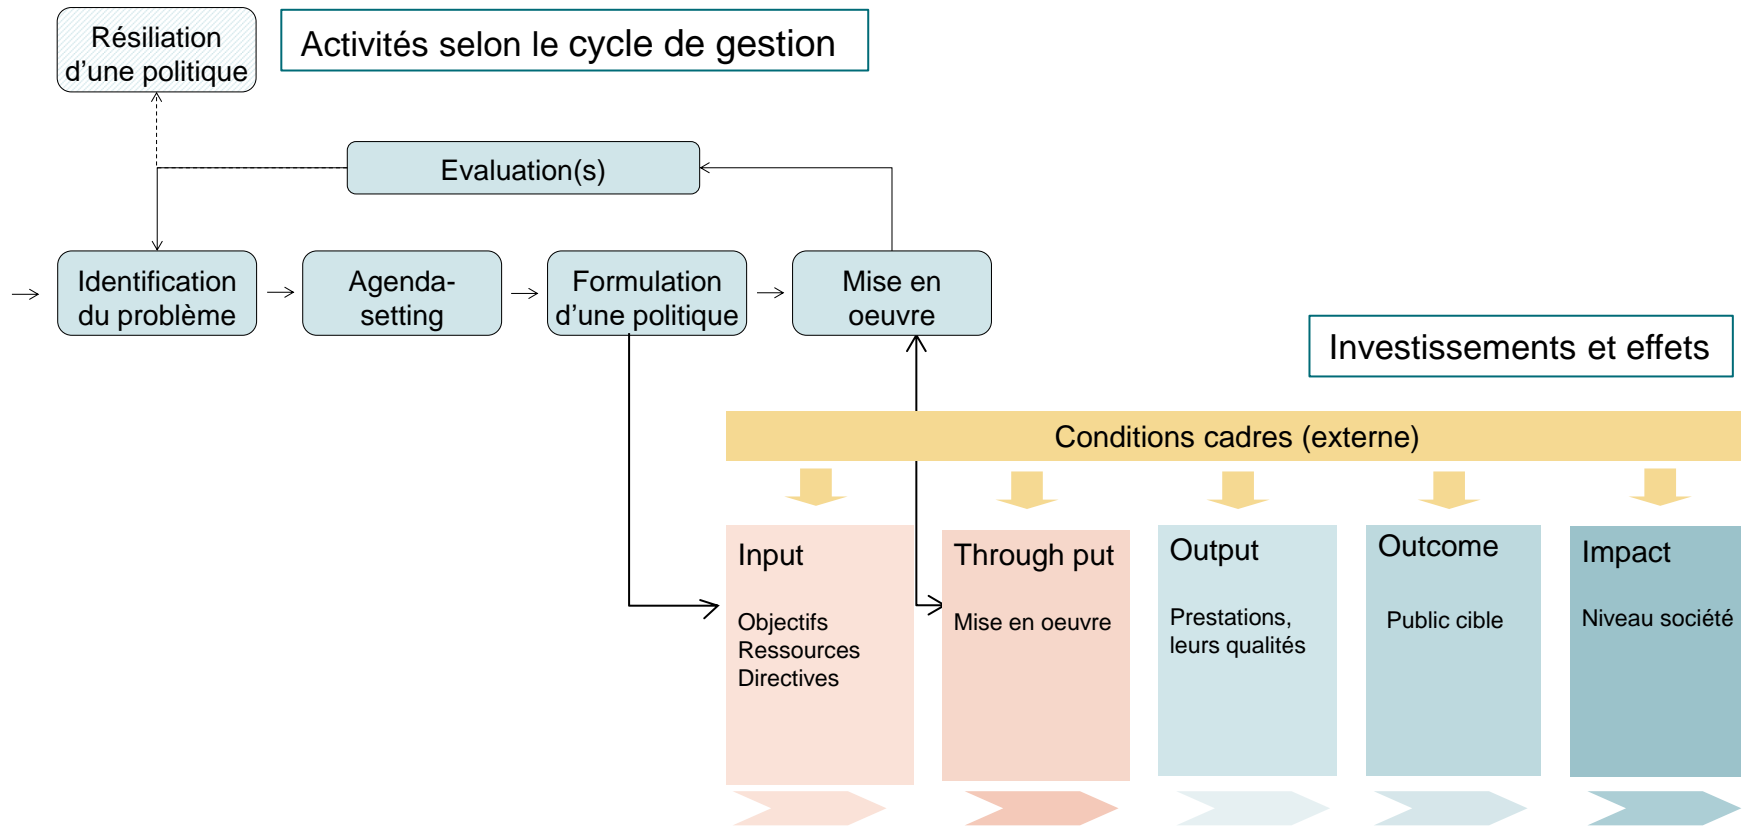 Résiliation
d’une politique
Activités selon le cycle de gestion
Evaluation(s)
Identification
du problème
Agenda-
setting
Formulation
d’une politique
Mise en
oeuvre
Investissements et effets
Conditions cadres (externe)
Input
Objectifs
Ressources
Directives
Through put
Mise en oeuvre
Output
Prestations,
leurs qualités
Outcome
Public cible
Impact
Niveau société